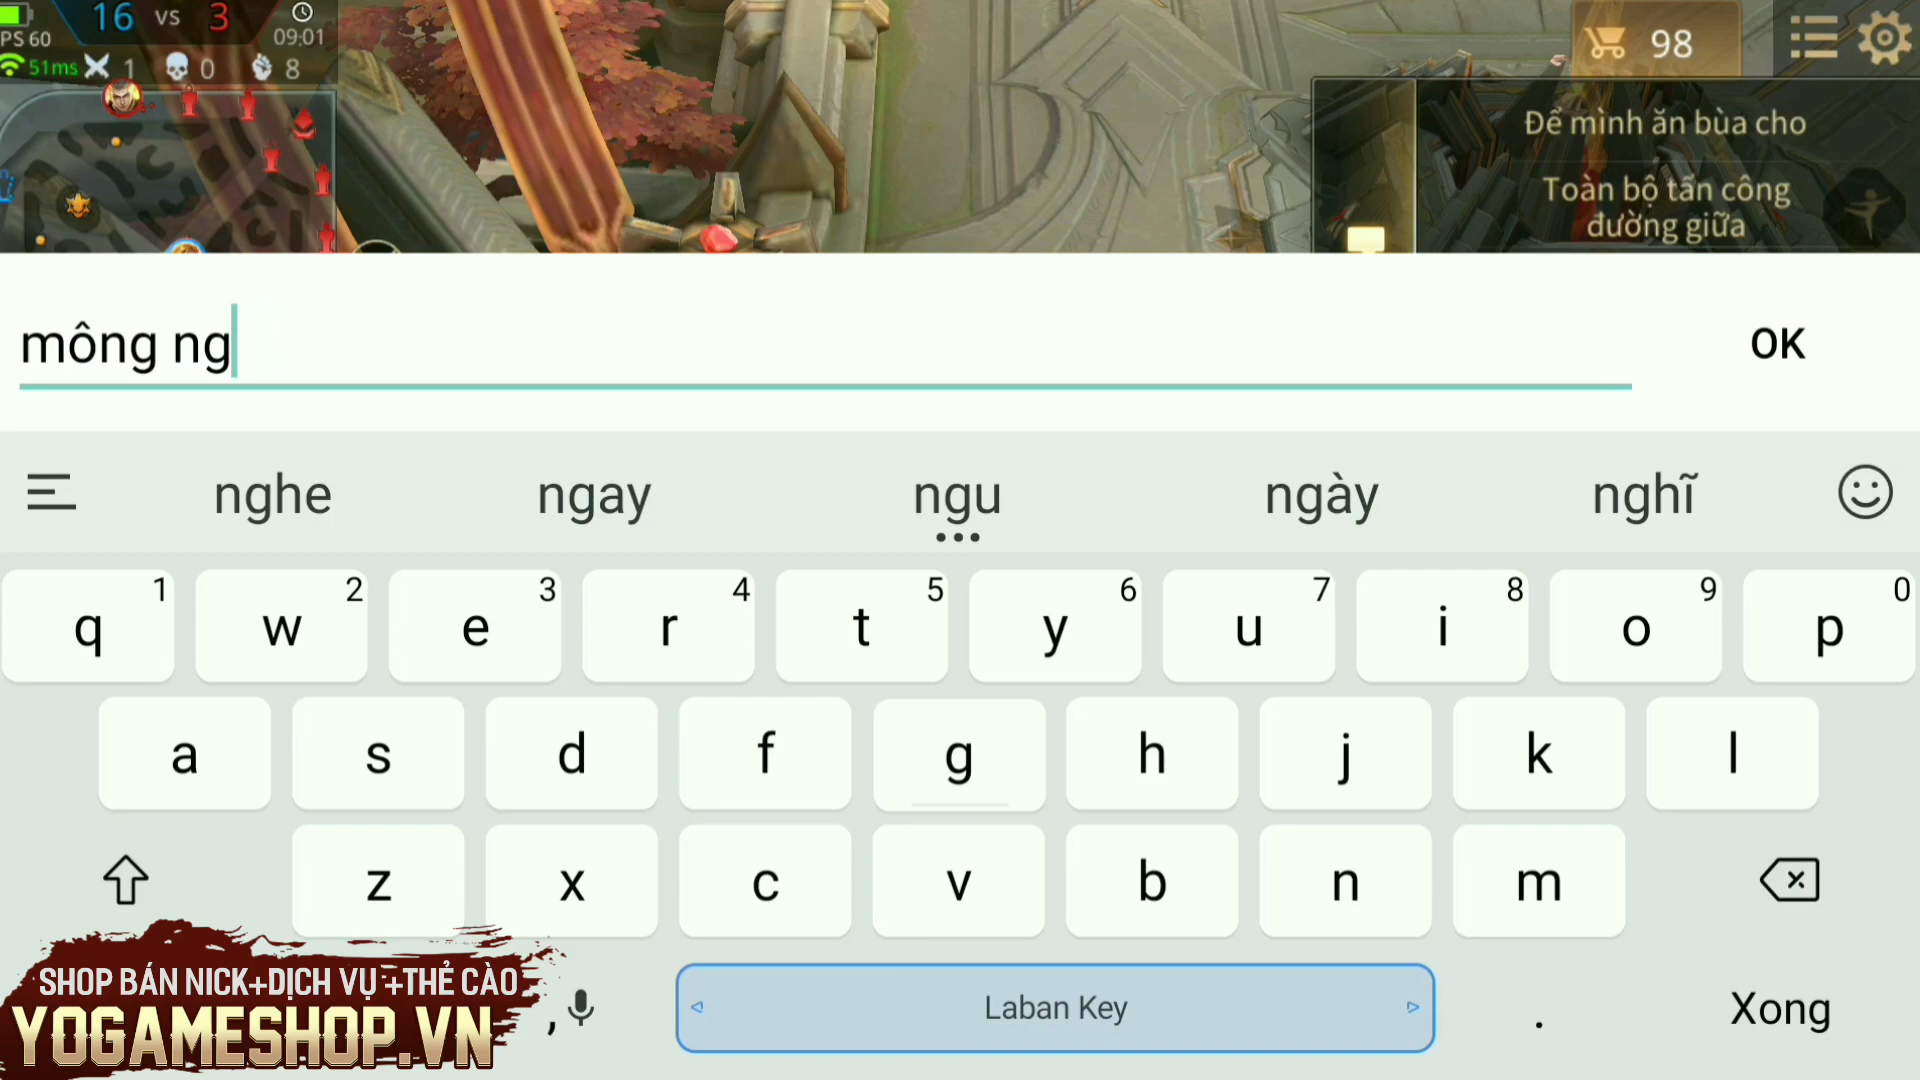 16 vs 3
09:01
PS 60
51ms 1 0 8
98
Để mình ăn bùa cho
Toàn bộ tấn công
đường giữa
mông ng
OK
nghe ngay ngu ngày nghĩ
1 2 3 4 5 6 7 8 9 0
q w e r t y u i o p
a s d f g h j k l
z x c v b n m
, Laban Key . Xong
SHOP BÁN NICK+DỊCH VỤ+THẺ CÀO
YOGAMESHOP.VN